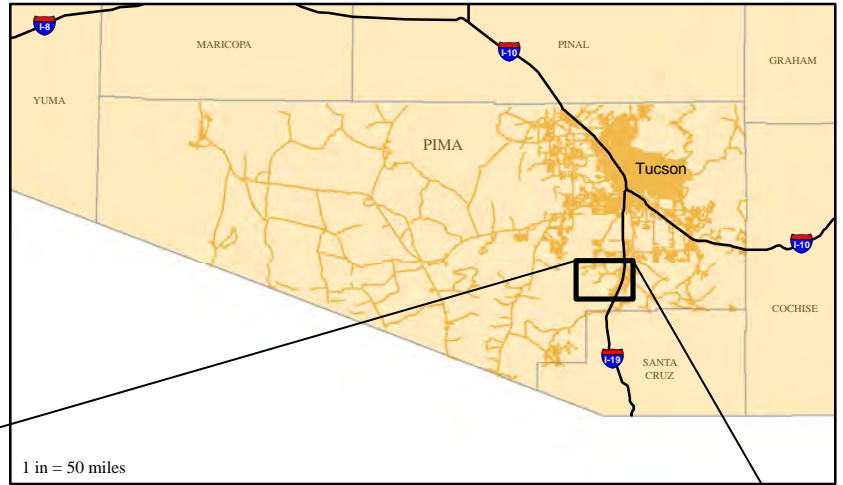 I-8
MARICOPA
I-10
PINAL
GRAHAM
YUMA
PIMA
Tucson
I-10
COCHISE
I-19
SANTA
CRUZ
1 in = 50 miles